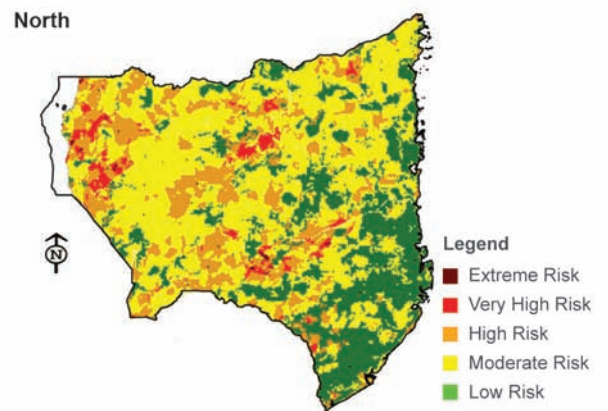 North
N
Legend
Extreme Risk
Very High Risk
High Risk
Moderate Risk
Low Risk